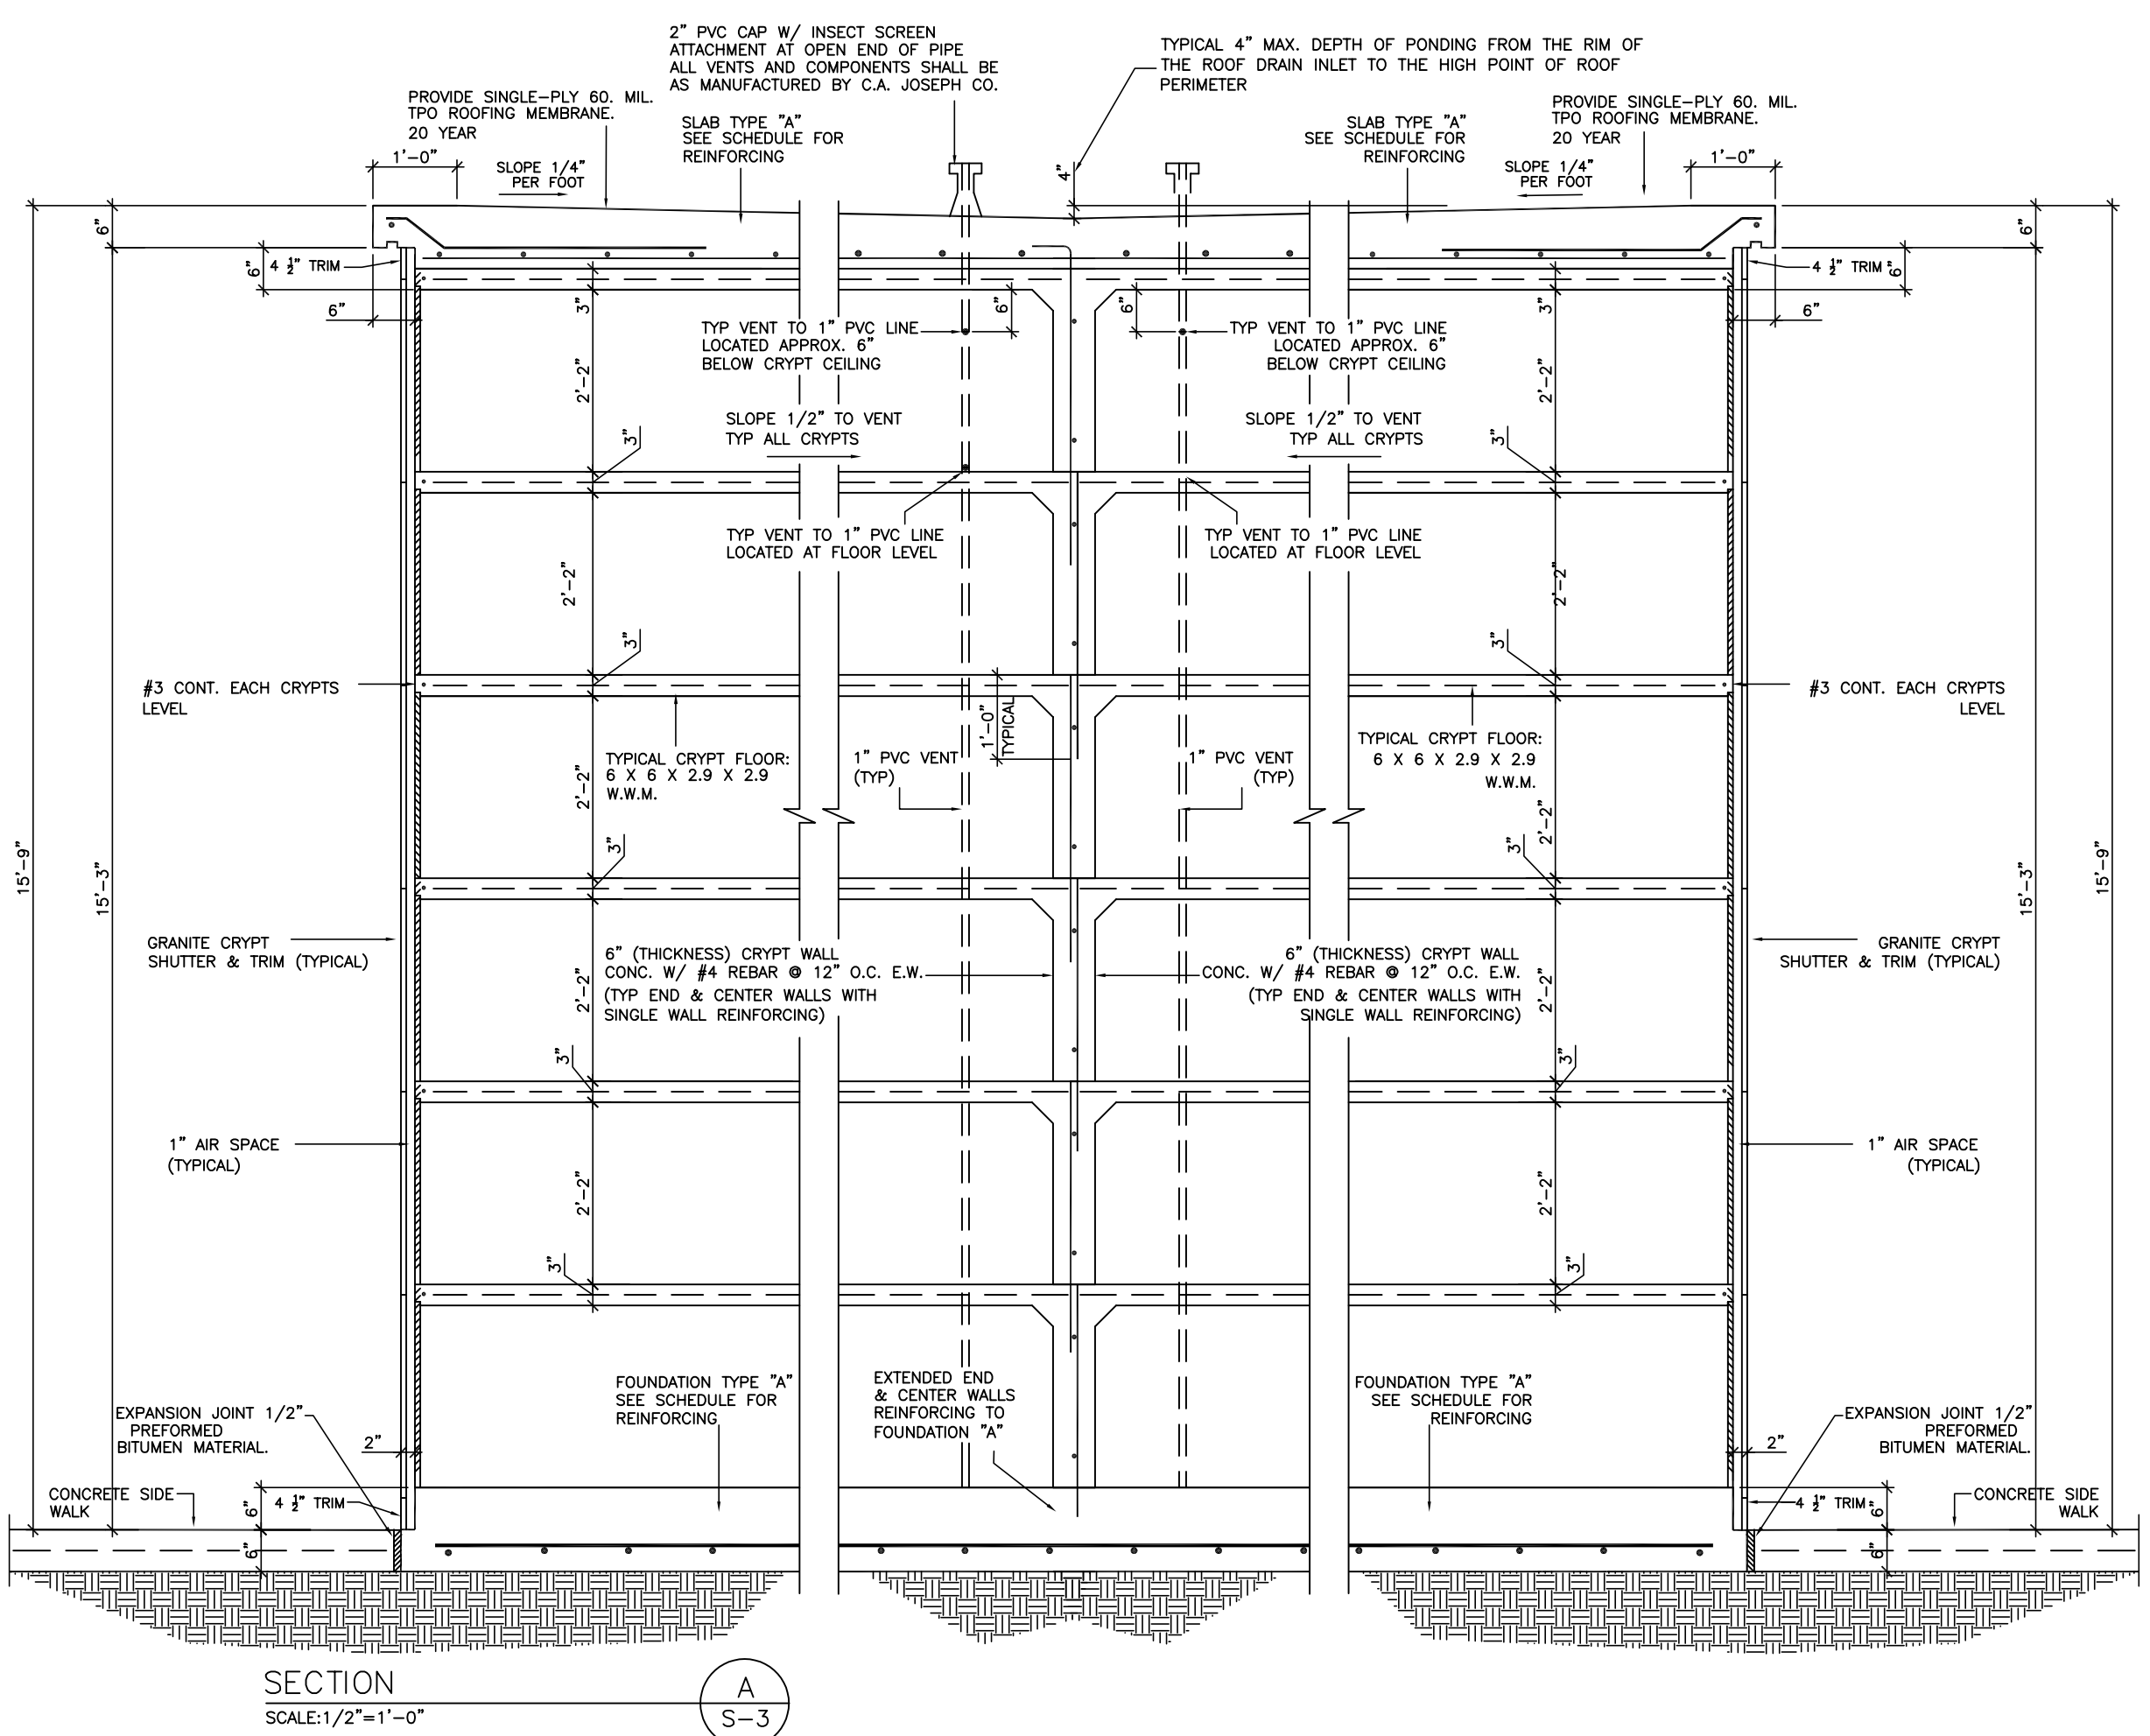 2" PVC CAP W/ INSECT SCREEN
ATTACHMENT AT OPEN END OF PIPE
ALL VENTS AND COMPONENTS SHALL BE
AS MANUFACTURED BY C.A. JOSEPH CO.
TYPICAL 4" MAX. DEPTH OF PONDING FROM THE RIM OF
THE ROOF DRAIN INLET TO THE HIGH POINT OF ROOF
PERIMETER
PROVIDE SINGLE-PLY 60. MIL.
TPO ROOFING MEMBRANE.
20 YEAR
SLAB TYPE "A"
SEE SCHEDULE FOR
REINFORCING
SLAB TYPE "A"
SEE SCHEDULE FOR
REINFORCING
PROVIDE SINGLE-PLY 60. MIL.
TPO ROOFING MEMBRANE.
20 YEAR
1'-0"
SLOPE 1/4"
PER FOOT
4"
SLOPE 1/4"
PER FOOT
1'-0"
6"
6"
4 1/2" TRIM
6"
3"
6"
6"
3"
4 1/2" TRIM
6"
6"
6"
TYP VENT TO 1" PVC LINE
LOCATED APPROX. 6"
BELOW CRYPT CEILING
TYP VENT TO 1" PVC LINE
LOCATED APPROX. 6"
BELOW CRYPT CEILING
2'-2"
2'-2"
SLOPE 1/2" TO VENT
TYP ALL CRYPTS
SLOPE 1/2" TO VENT
TYP ALL CRYPTS
3"
3"
TYP VENT TO 1" PVC LINE
LOCATED AT FLOOR LEVEL
TYP VENT TO 1" PVC LINE
LOCATED AT FLOOR LEVEL
2'-2"
2'-2"
3"
3"
#3 CONT. EACH CRYPTS
LEVEL
#3 CONT. EACH CRYPTS
LEVEL
1'-0"
TYPICAL
TYPICAL CRYPT FLOOR:
6 X 6 X 2.9 X 2.9
W.W.M.
1" PVC VENT
(TYP)
1" PVC VENT
(TYP)
TYPICAL CRYPT FLOOR:
6 X 6 X 2.9 X 2.9
W.W.M.
2'-2"
2'-2"
3"
3"
15'-9"
15'-3"
15'-3"
15'-9"
GRANITE CRYPT
SHUTTER & TRIM (TYPICAL)
6" (THICKNESS) CRYPT WALL
CONC. W/ #4 REBAR @ 12" O.C. E.W.
(TYP END & CENTER WALLS WITH
SINGLE WALL REINFORCING)
6" (THICKNESS) CRYPT WALL
CONC. W/ #4 REBAR @ 12" O.C. E.W.
(TYP END & CENTER WALLS WITH
SINGLE WALL REINFORCING)
GRANITE CRYPT
SHUTTER & TRIM (TYPICAL)
2'-2"
2'-2"
3"
3"
1" AIR SPACE
(TYPICAL)
1" AIR SPACE
(TYPICAL)
2'-2"
2'-2"
3"
3"
FOUNDATION TYPE "A"
SEE SCHEDULE FOR
REINFORCING
EXTENDED END
& CENTER WALLS
REINFORCING TO
FOUNDATION "A"
FOUNDATION TYPE "A"
SEE SCHEDULE FOR
REINFORCING
EXPANSION JOINT 1/2"
PREFORMED
BITUMEN MATERIAL.
2"
2"
EXPANSION JOINT 1/2"
PREFORMED
BITUMEN MATERIAL.
CONCRETE SIDE
WALK
6"
4 1/2" TRIM
4 1/2" TRIM
6"
CONCRETE SIDE
WALK
6"
6"
SECTION
SCALE:1/2"=1'-0"
A
S-3